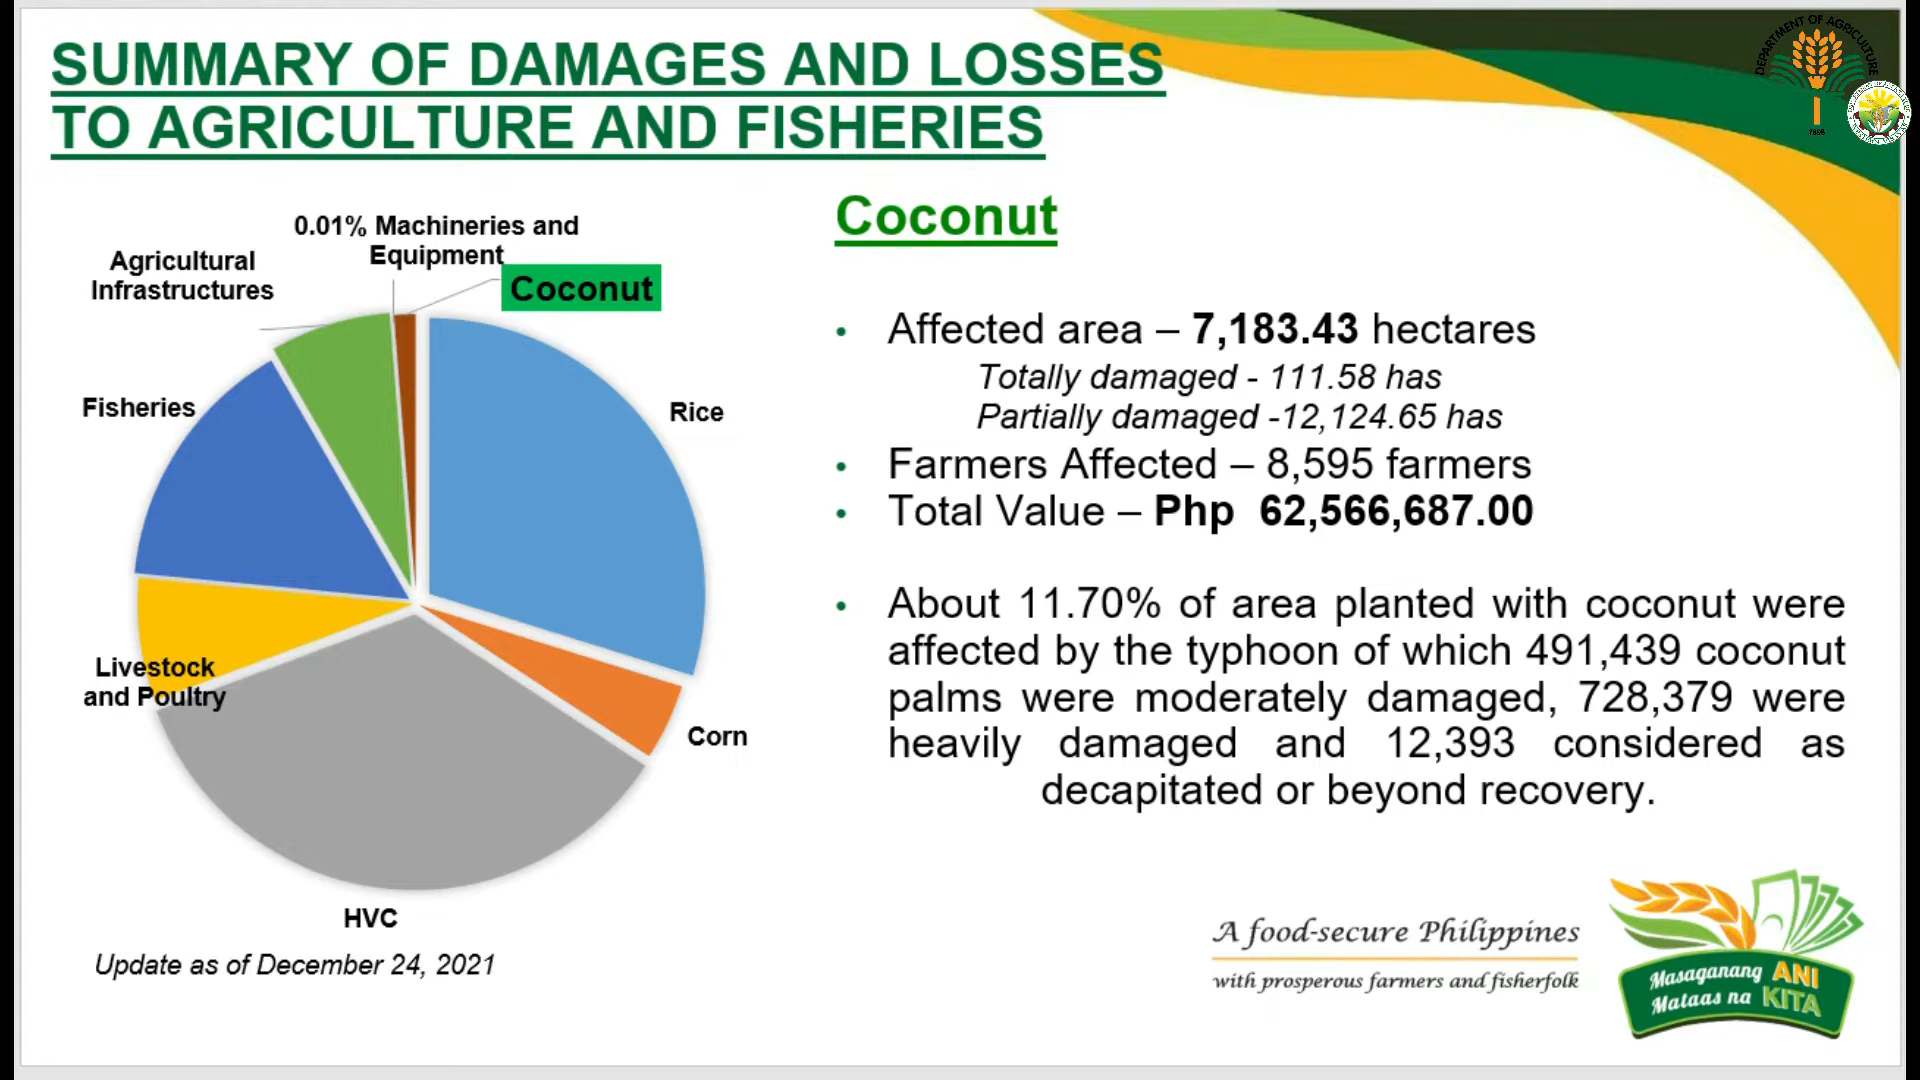 SUMMARY OF DAMAGES AND LOSSES
TO AGRICULTURE AND FISHERIES
DEPARTMENT OF AGRICULTURE
1898
0.01% Machineries and
Equipment
Agricultural
Infrastructures
Coconut
Fisheries
Rice
Livestock
and Poultry
Corn
HVC
Update as of December 24, 2021
Coconut
• Affected area – 7,183.43 hectares
Totally damaged - 111.58 has
Partially damaged -12,124.65 has
• Farmers Affected – 8,595 farmers
• Total Value – Php 62,566,687.00
• About 11.70% of area planted with coconut were
affected by the typhoon of which 491,439 coconut
palms were moderately damaged, 728,379 were
heavily damaged and 12,393 considered as
decapitated or beyond recovery.
A food-secure Philippines
with prosperous farmers and fisherfolk
Masaganang ANI
Mataas na KITA